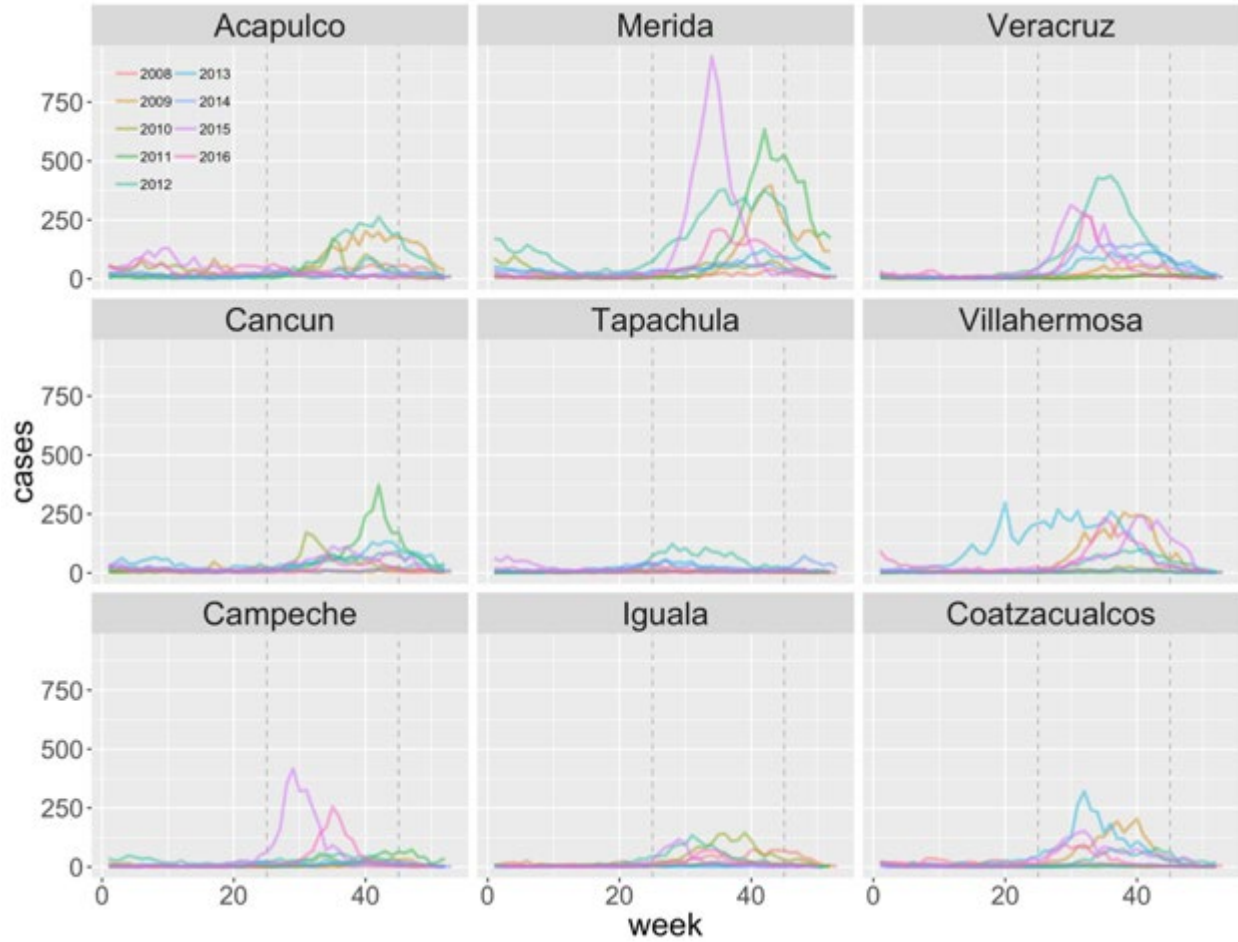 Acapulco
Merida
Veracruz
2008 2013
2009 2014
2010 2015
2011 2016
2012
750
500
250
0
Cancun
Tapachula
Villahermosa
750
500
250
0
cases
Campeche
Iguala
Coatzacualcos
750
500
250
0
0 20 40
0 20 40
0 20 40
week